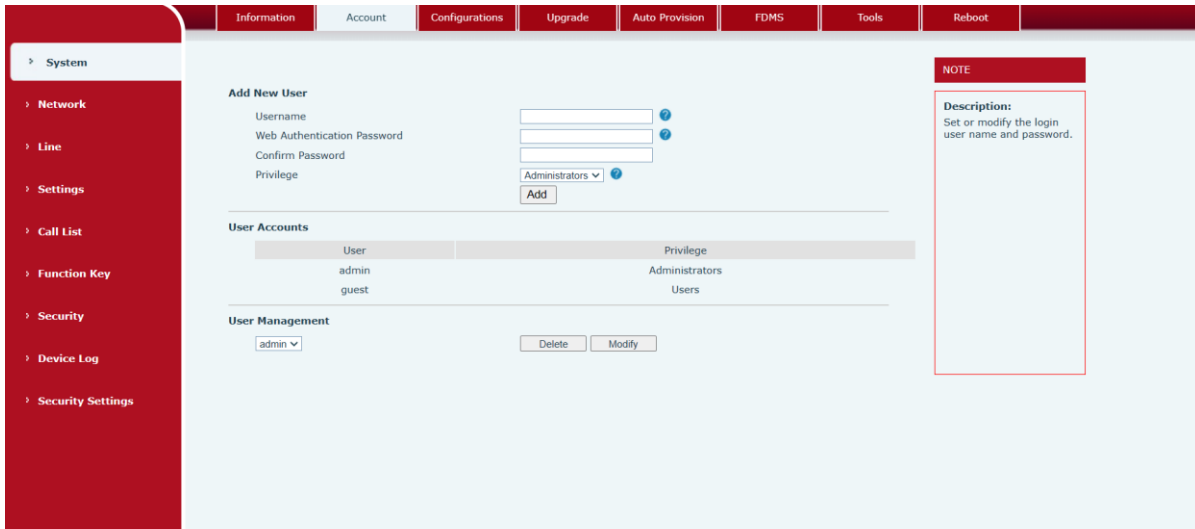 Information Account Configurations Upgrade Auto Provision FDMS Tools Reboot
› System
› Network
› Line
› Settings
› Call List
› Function Key
› Security
› Device Log
› Security Settings
Add New User
Username ?
Web Authentication Password ?
Confirm Password
Privilege Administrators ?
Add
User Accounts
User Privilege
admin Administrators
guest Users
User Management
admin Delete Modify
NOTE
Description:
Set or modify the login
user name and password.